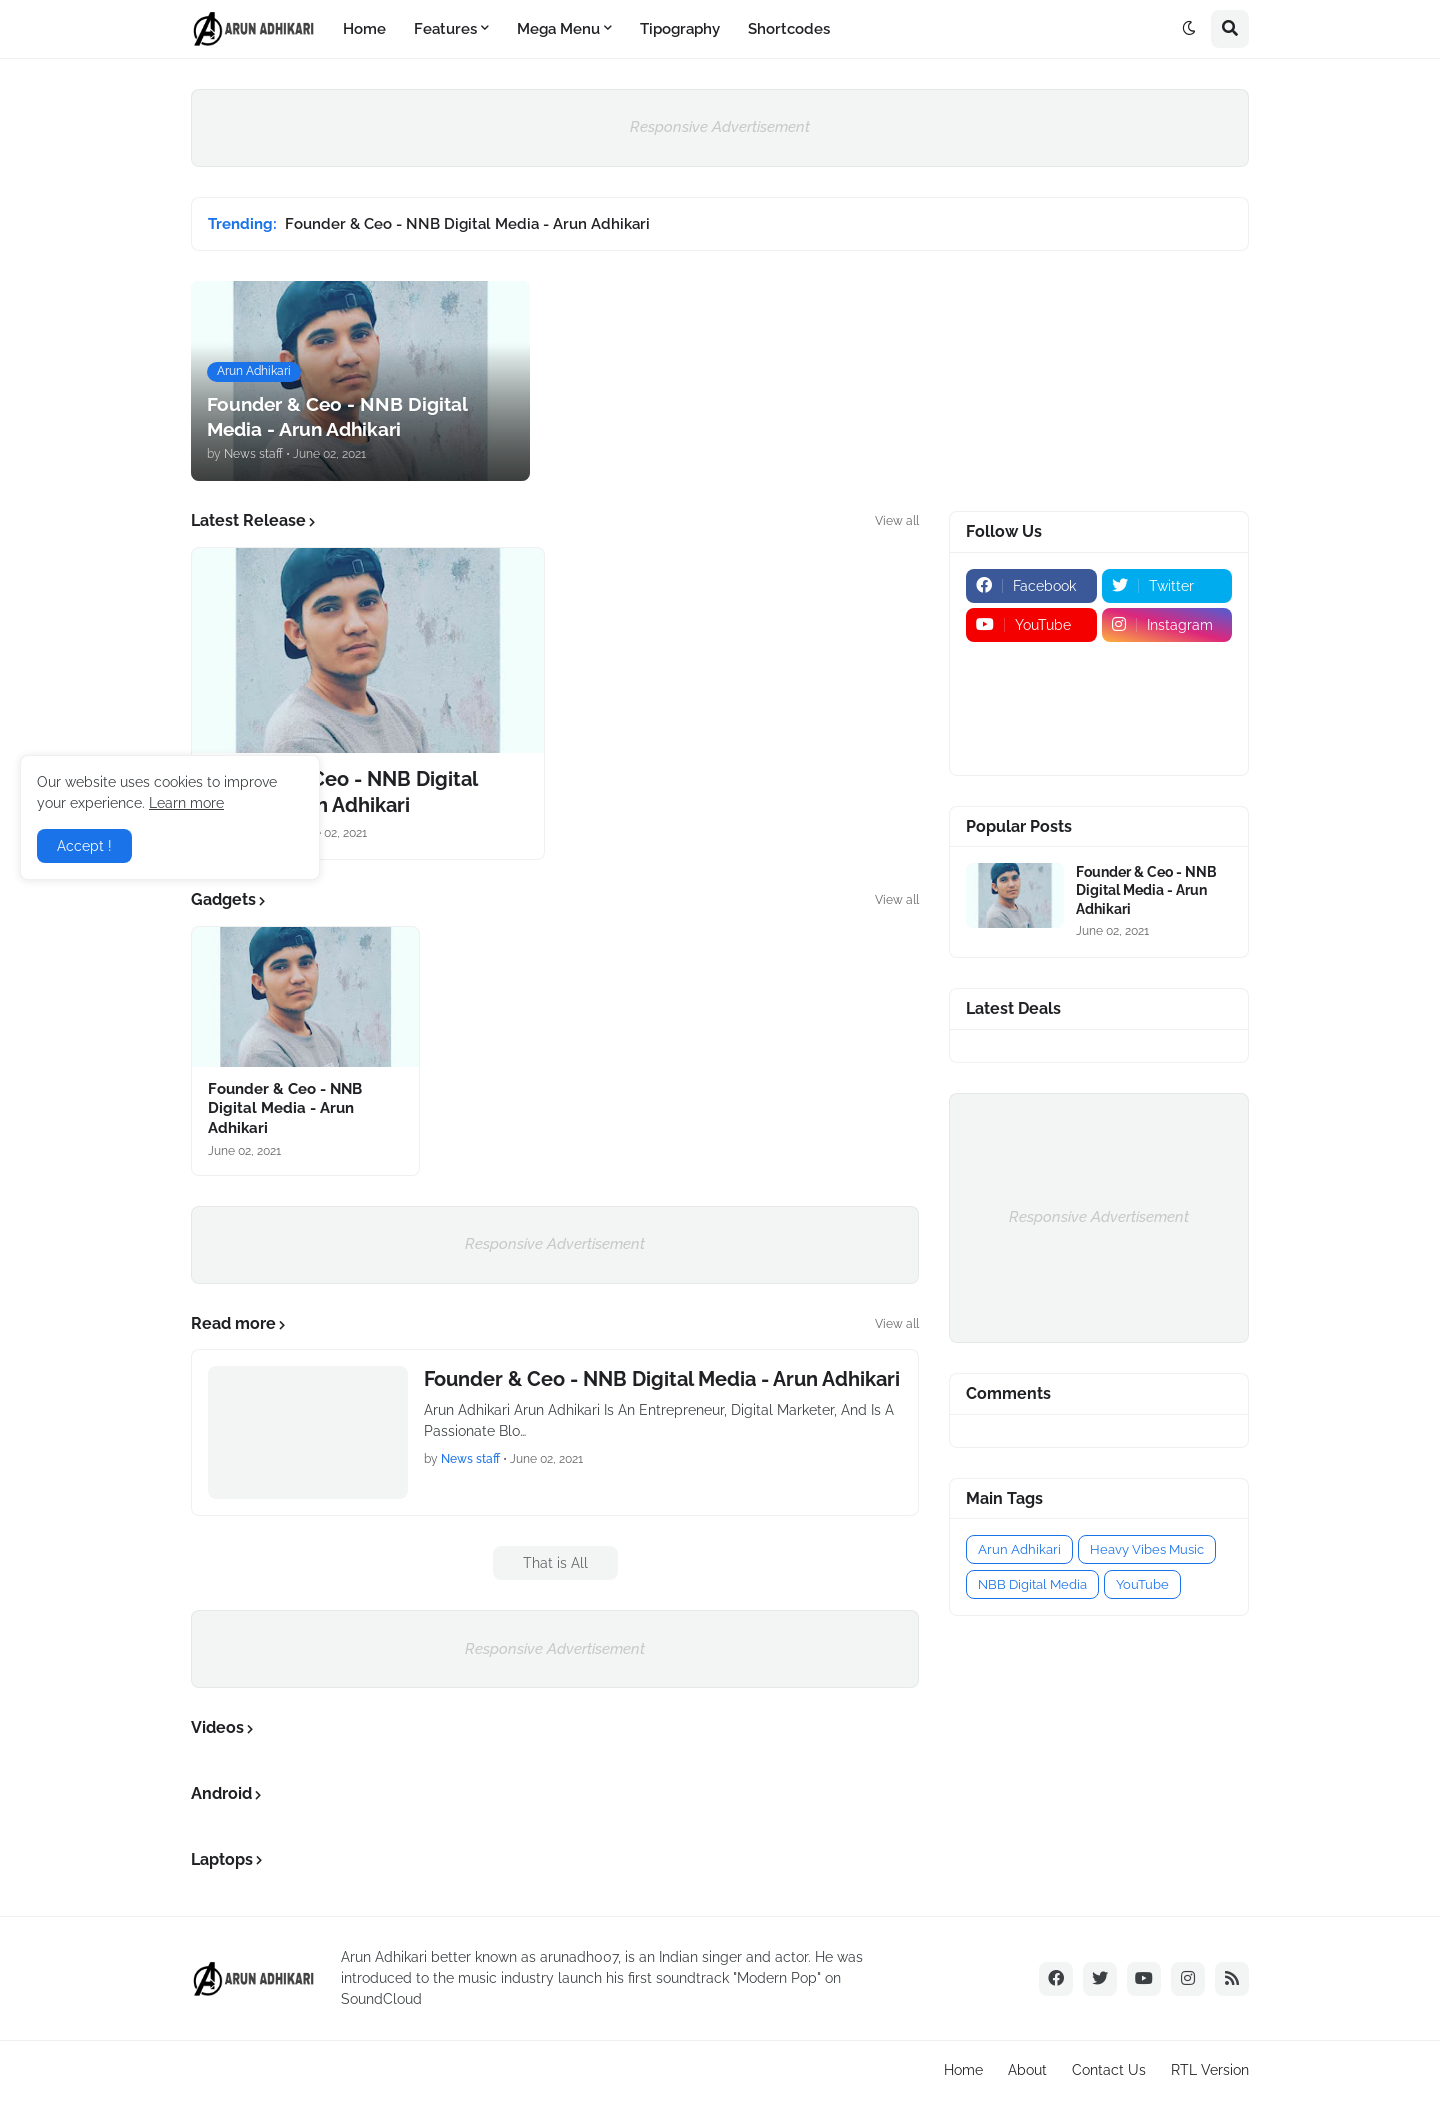 ARUN ADHIKARI
Home Features Mega Menu Tipography Shortcodes
Responsive Advertisement
Trending: Founder & Ceo - NNB Digital Media - Arun Adhikari
Arun Adhikari
Founder & Ceo - NNB Digital
Media - Arun Adhikari
by News staff • June 02, 2021
Latest Release
View all
Ceo - NNB Digital
n Adhikari
02, 2021
Our website uses cookies to improve
your experience. Learn more
Accept !
Gadgets
View all
Founder & Ceo - NNB
Digital Media - Arun
Adhikari
June 02, 2021
Responsive Advertisement
Read more
View all
Founder & Ceo - NNB Digital Media - Arun Adhikari
Arun Adhikari Arun Adhikari Is An Entrepreneur, Digital Marketer, And Is A
Passionate Blo…
by News staff • June 02, 2021
That is All
Responsive Advertisement
Videos
Android
Laptops
Follow Us
Facebook
Twitter
YouTube
Instagram
Popular Posts
Founder & Ceo - NNB
Digital Media - Arun
Adhikari
June 02, 2021
Latest Deals
Responsive Advertisement
Comments
Main Tags
Arun Adhikari
Heavy Vibes Music
NBB Digital Media
YouTube
ARUN ADHIKARI
Arun Adhikari better known as arunadh007, is an Indian singer and actor. He was
introduced to the music industry launch his first soundtrack "Modern Pop" on
SoundCloud
Home About Contact Us RTL Version